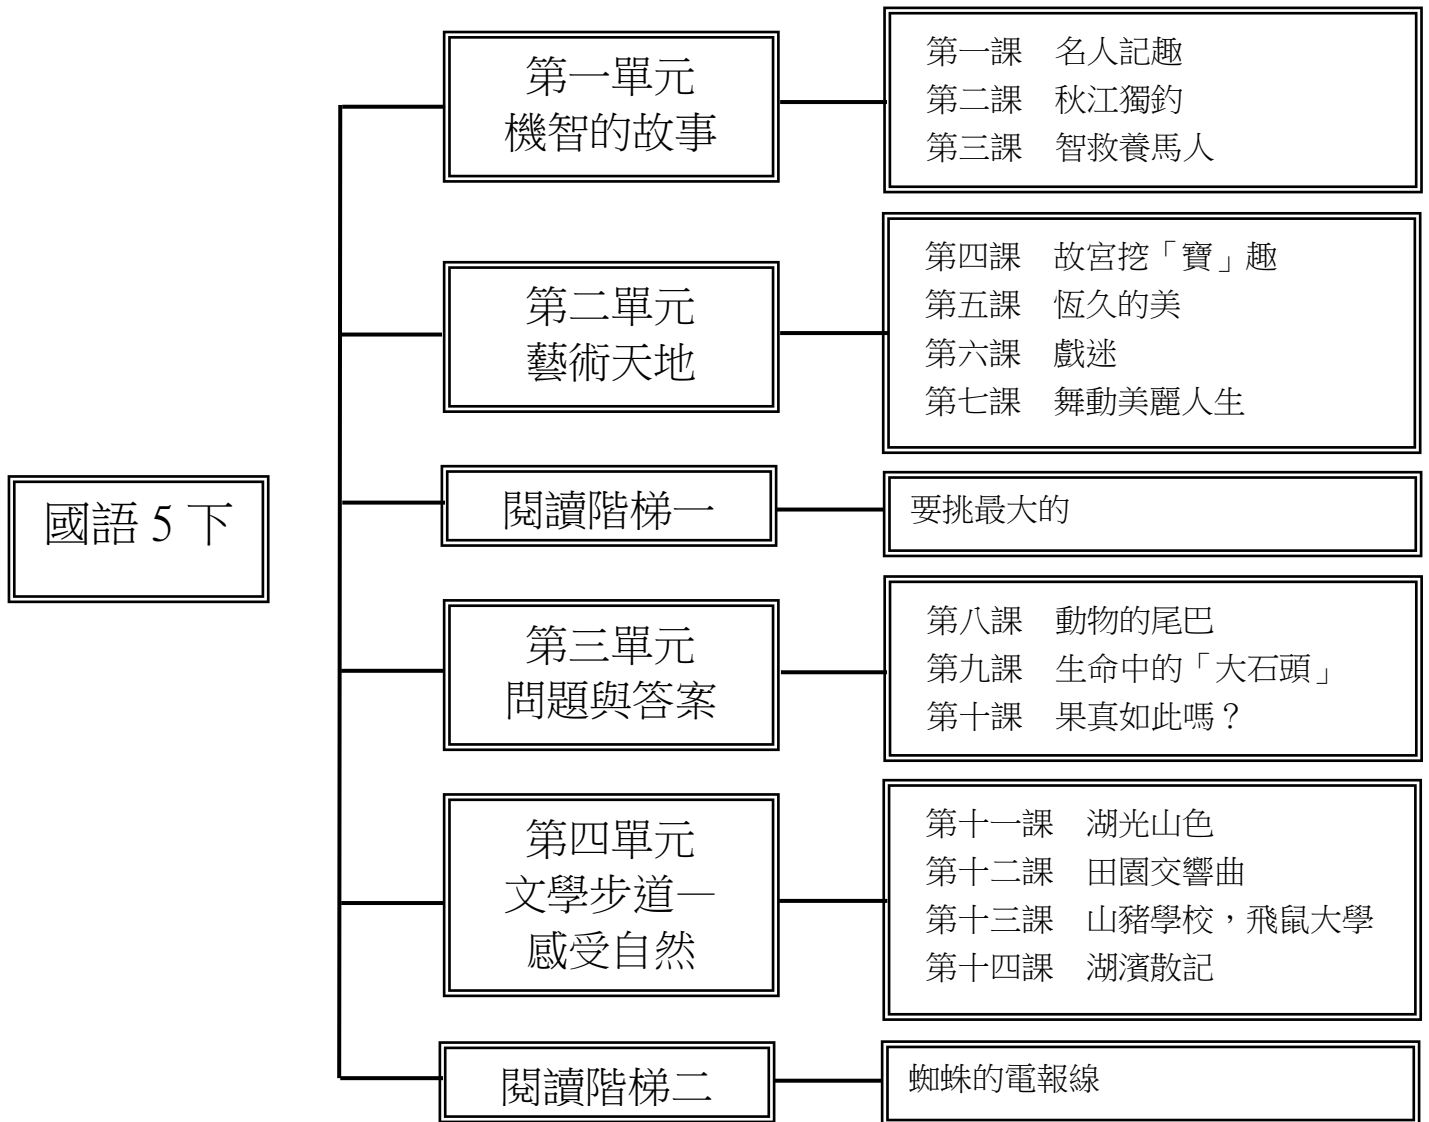 國語 5 下
第一單元
機智的故事
第一課　名人記趣
第二課　秋江獨釣
第三課　智救養馬人
第二單元
藝術天地
第四課　故宮挖「寶」趣
第五課　恆久的美
第六課　戲迷
第七課　舞動美麗人生
閱讀階梯一
要挑最大的
第三單元
問題與答案
第八課　動物的尾巴
第九課　生命中的「大石頭」
第十課　果真如此嗎？
第四單元
文學步道—
感受自然
第十一課　湖光山色
第十二課　田園交響曲
第十三課　山豬學校，飛鼠大學
第十四課　湖濱散記
閱讀階梯二
蜘蛛的電報線